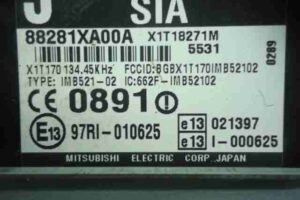 J STA
88281XA00A X1T18271M
5531
0289
X1T170 134.45KHz FCCID:BGBX1T170IMB52102
TYPE: IMB521-02 IC:662F-IMB52102
CE 0891 !
E13 97RI-010625
e13 021397
e13 I-000625
MITSUBISHI ELECTRIC CORP. JAPAN